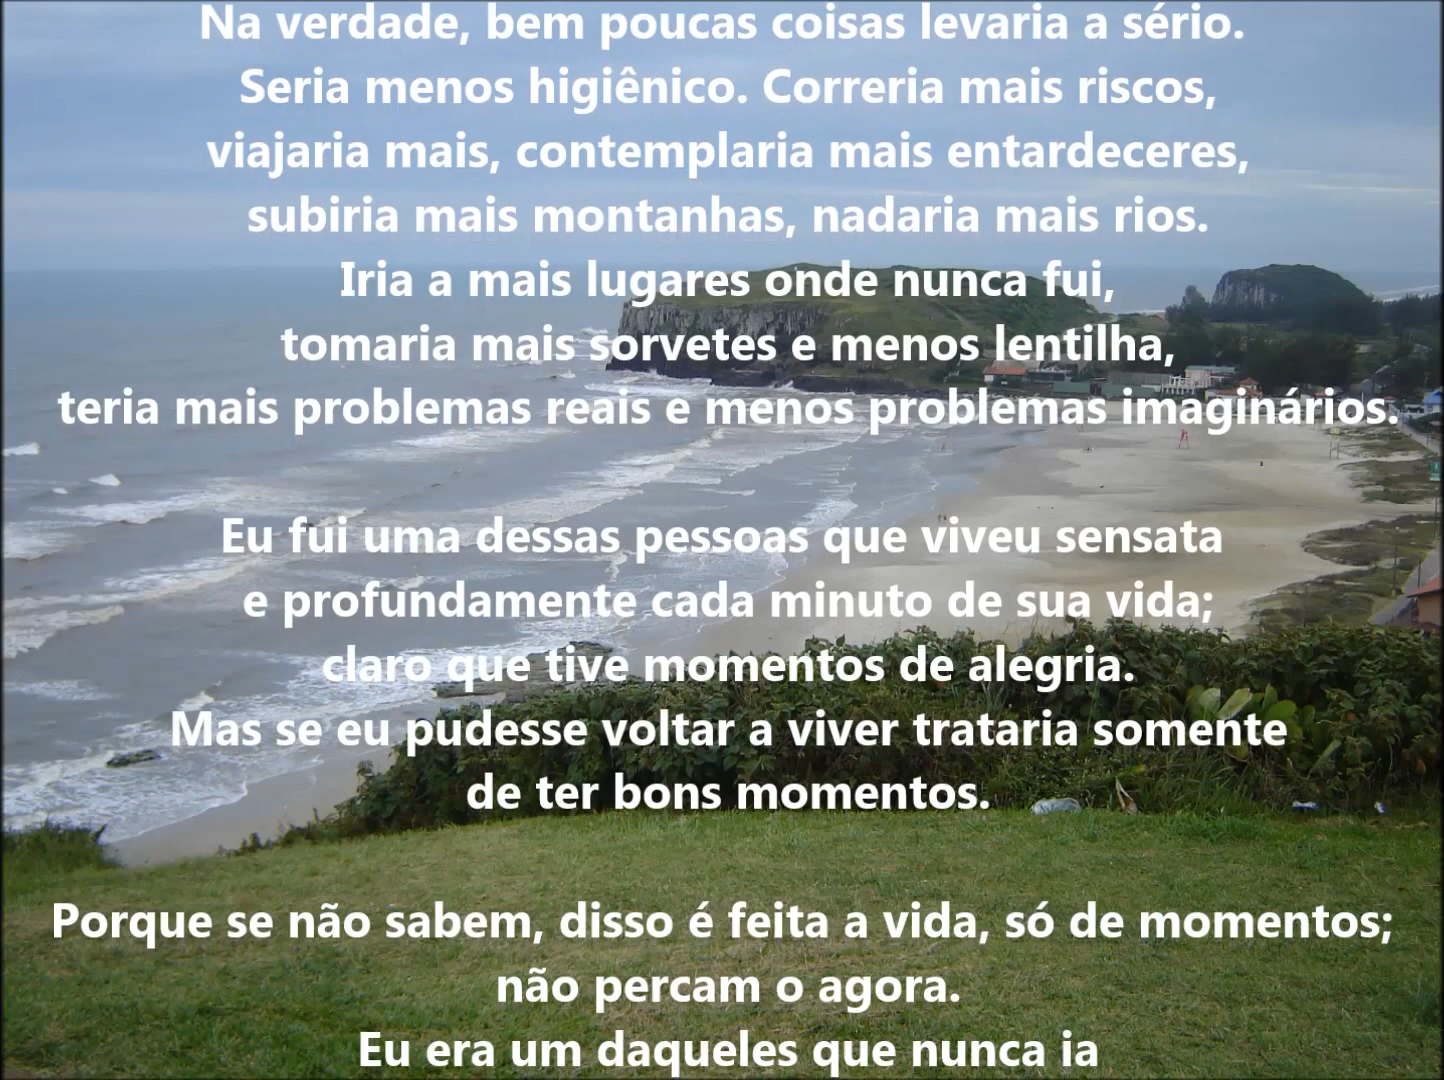 Na verdade, bem poucas coisas levaria a sério.
Seria menos higiênico. Correria mais riscos,
viajaria mais, contemplaria mais entardeceres,
subiria mais montanhas, nadaria mais rios.
Iria a mais lugares onde nunca fui,
tomaria mais sorvetes e menos lentilha,
teria mais problemas reais e menos problemas imaginários.
Eu fui uma dessas pessoas que viveu sensata
e profundamente cada minuto de sua vida;
claro que tive momentos de alegria.
Mas se eu pudesse voltar a viver trataria somente
de ter bons momentos.
Porque se não sabem, disso é feita a vida, só de momentos;
não percam o agora.
Eu era um daqueles que nunca ia